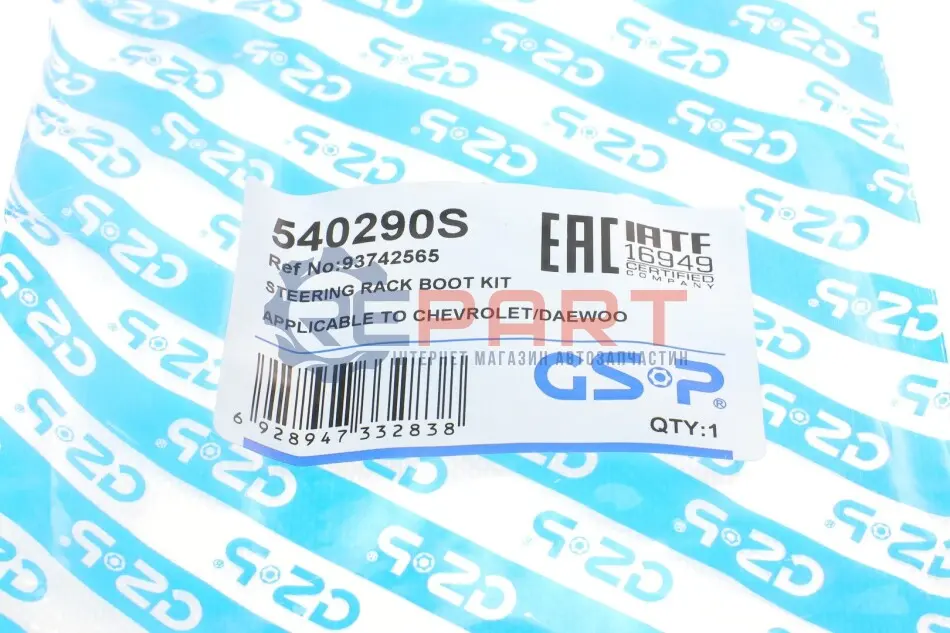 540290S
Ref No:93742565
STEERING RACK BOOT KIT
APPLICABLE TO CHEVROLET/DAEWOO
EAC
IATF
16949
CERTIFIED
COMPANY
EPART
ІНТЕРНЕТ МАГАЗИН АВТОЗАПЧАСТИН
GSP®
QTY:1
6 928947 332838